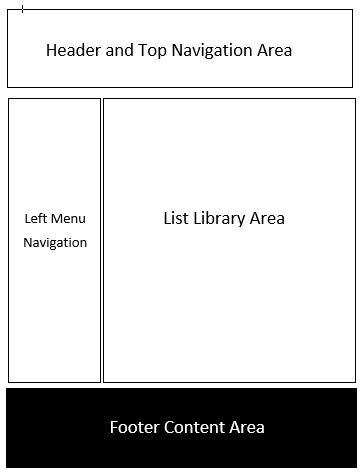 Header and Top Navigation Area
Left Menu
Navigation
List Library Area
Footer Content Area